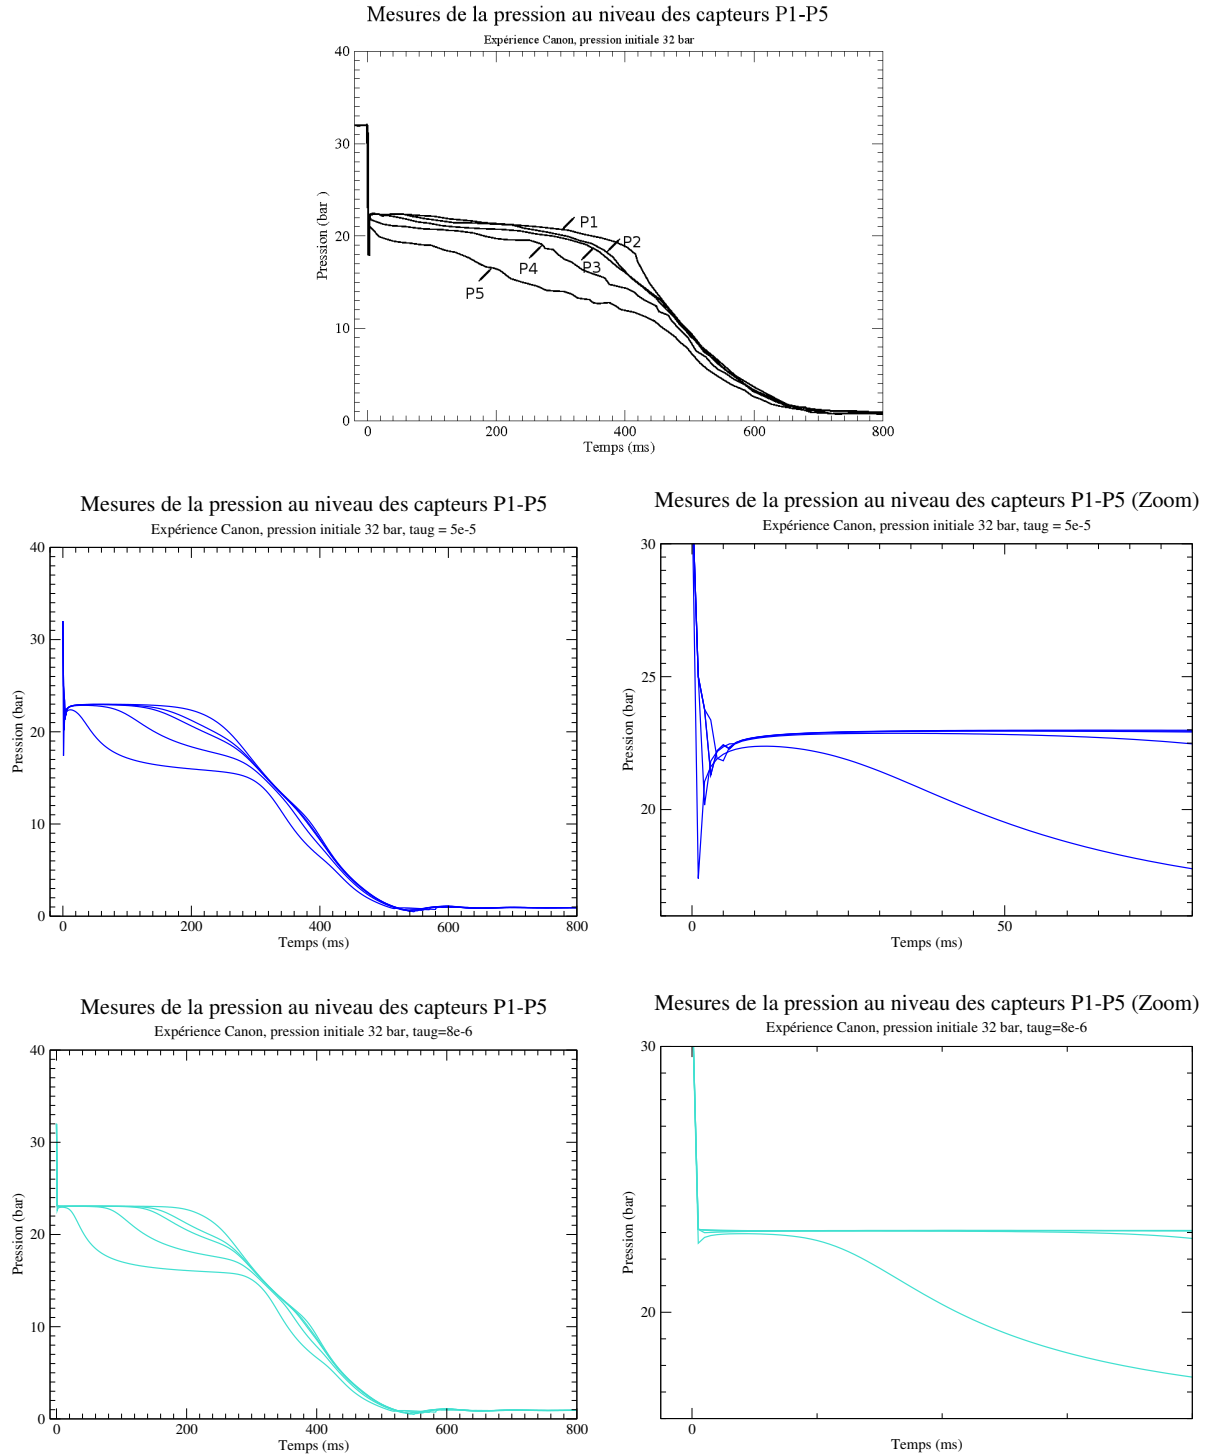 Mesures de la pression au niveau des capteurs P1-P5
Expérience Canon, pression initiale 32 bar
40
30
20
10
0
Pression (bar )
P1
P2
P3
P4
P5
0 200 400 600 800
Temps (ms)
Mesures de la pression au niveau des capteurs P1-P5
Expérience Canon, pression initiale 32 bar, taug = 5e-5
40
30
20
10
0
Pression (bar)
0 200 400 600 800
Temps (ms)
Mesures de la pression au niveau des capteurs P1-P5 (Zoom)
Expérience Canon, pression initiale 32 bar, taug = 5e-5
30
25
20
Pression (bar)
0 50
Temps (ms)
Mesures de la pression au niveau des capteurs P1-P5
Expérience Canon, pression initiale 32 bar, taug=8e-6
40
30
20
10
0
Pression (bar)
0 200 400 600 800
Temps (ms)
Mesures de la pression au niveau des capteurs P1-P5 (Zoom)
Expérience Canon, pression initiale 32 bar, taug=8e-6
30
20
Pression (bar)
0
Temps (ms)